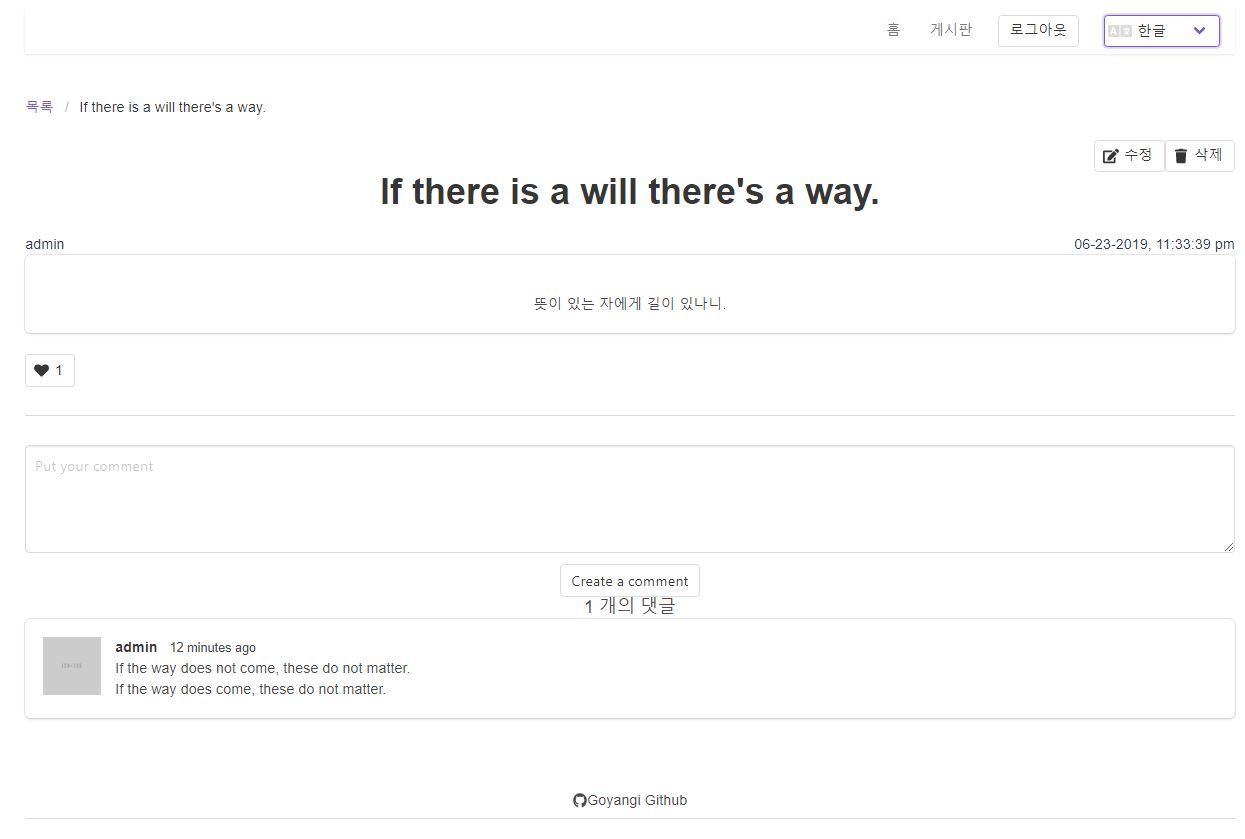 홈 게시판 로그아웃 한글
목록 / If there is a will there's a way.
수정 삭제
If there is a will there's a way.
admin 06-23-2019, 11:33:39 pm
뜻이 있는 자에게 길이 있나니.
1
Put your comment
Create a comment
1 개의 댓글
admin 12 minutes ago
If the way does not come, these do not matter.
If the way does come, these do not matter.
Goyangi Github